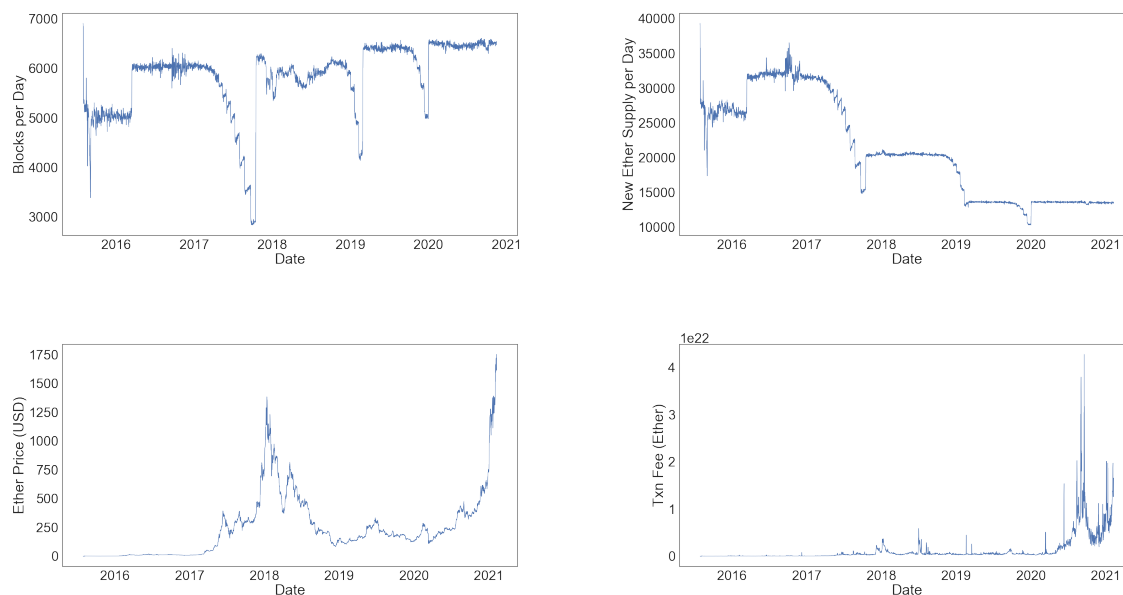 7000
6000
5000
4000
3000
Blocks per Day
2016 2017 2018 2019 2020 2021
Date
40000
35000
30000
25000
20000
15000
10000
New Ether Supply per Day
2016 2017 2018 2019 2020 2021
Date
1750
1500
1250
1000
750
500
250
0
Ether Price (USD)
2016 2017 2018 2019 2020 2021
Date
1e22
4
3
2
1
0
Txn Fee (Ether)
2016 2017 2018 2019 2020 2021
Date